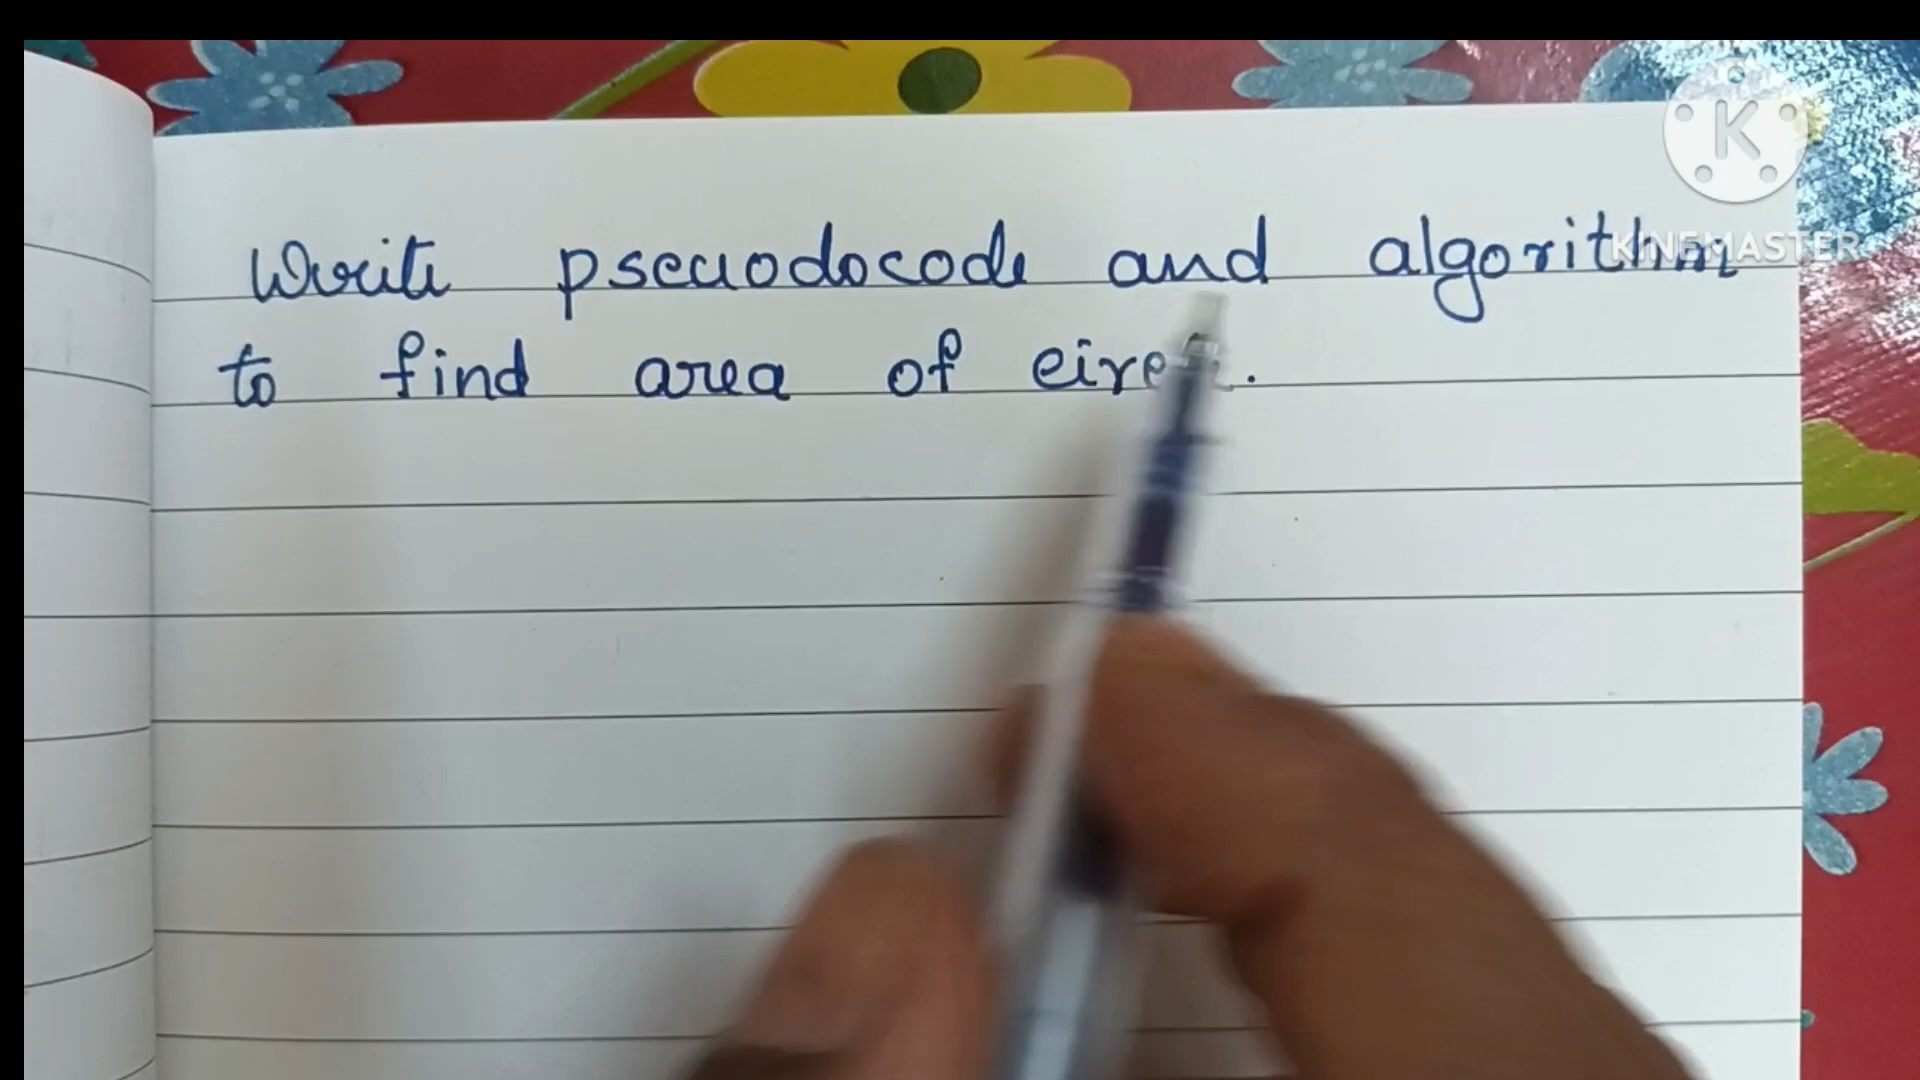 Write pseuodocode and algorithm
to find area of
K
KINEMASTER